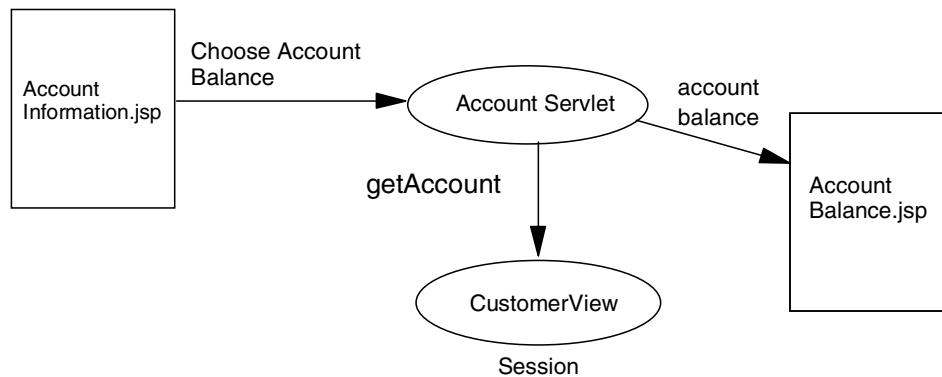 Account
Information.jsp
Choose Account
Balance
Account Servlet
account
balance
Account
Balance.jsp
getAccount
CustomerView
Session